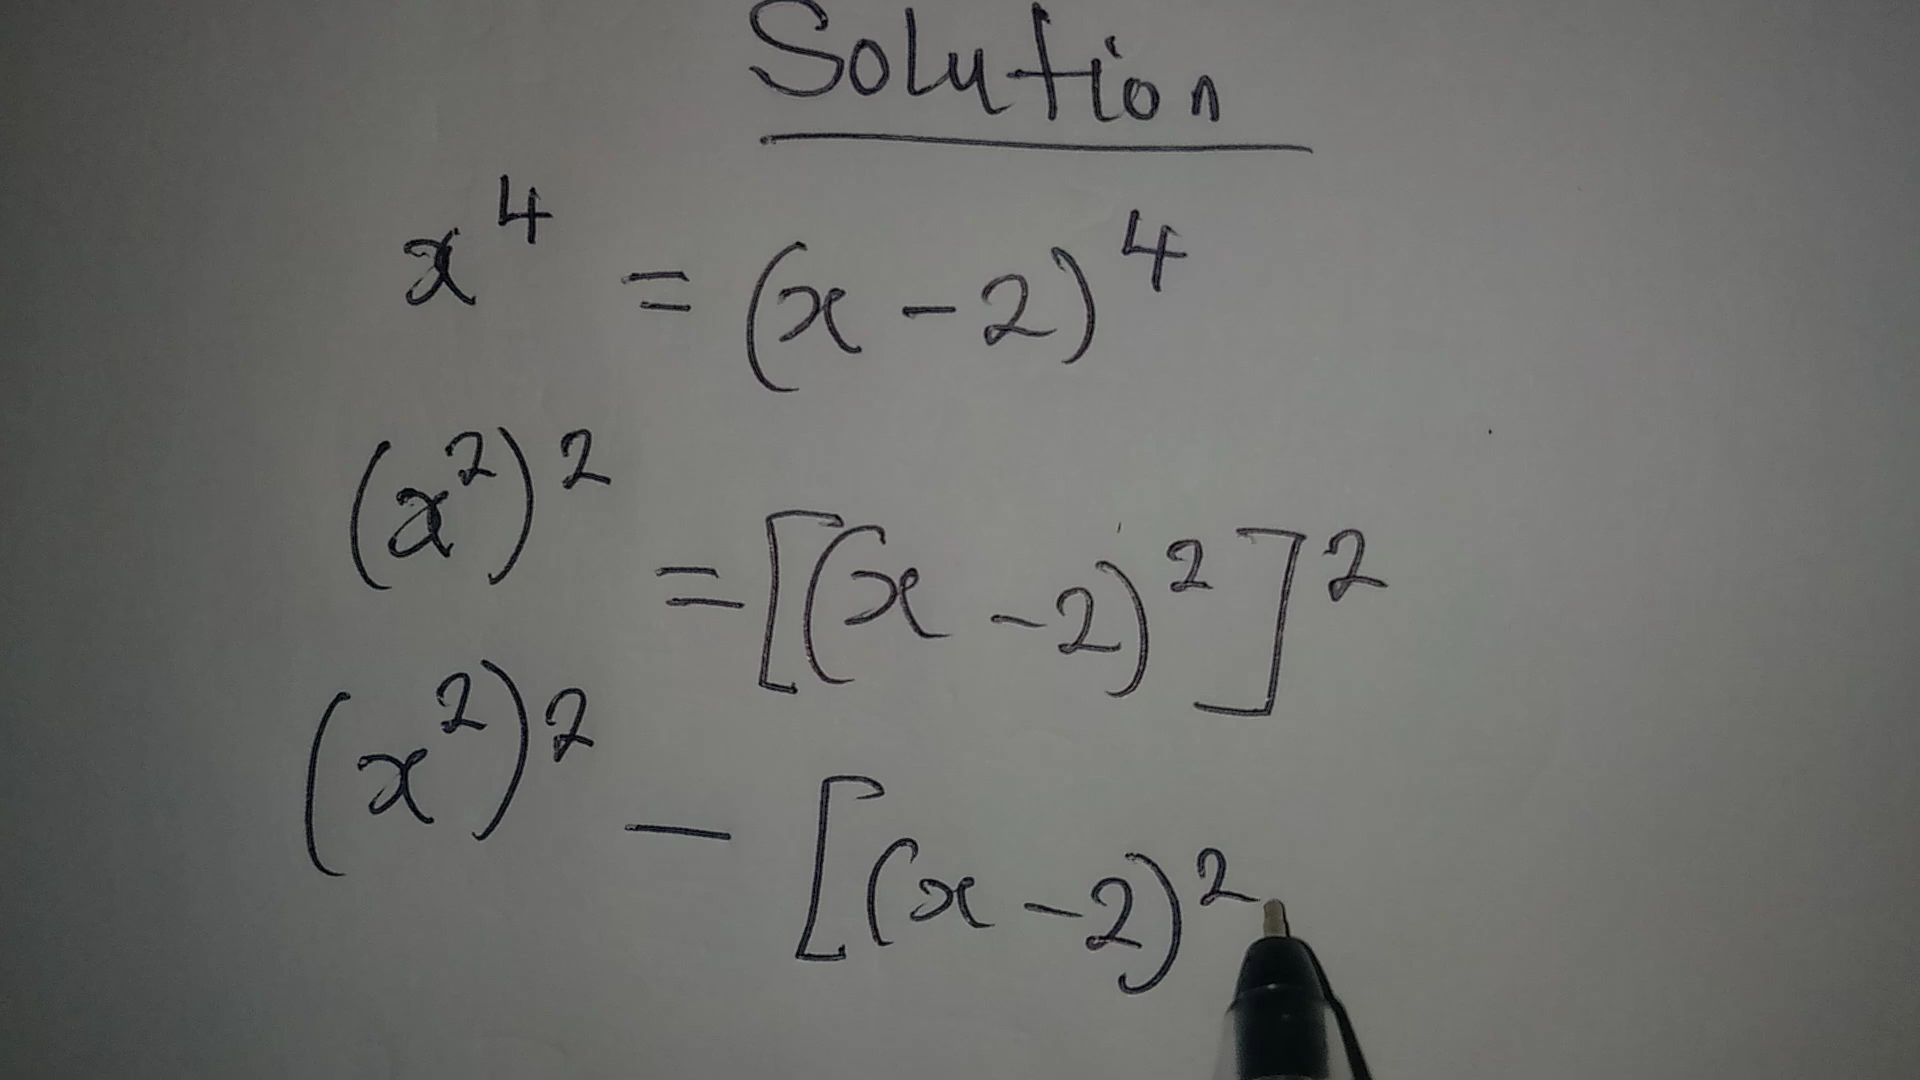 Solution
x⁴ = (x - 2)⁴
(x²)² = [(x - 2)²]²
(x²)² - [(x - 2)²